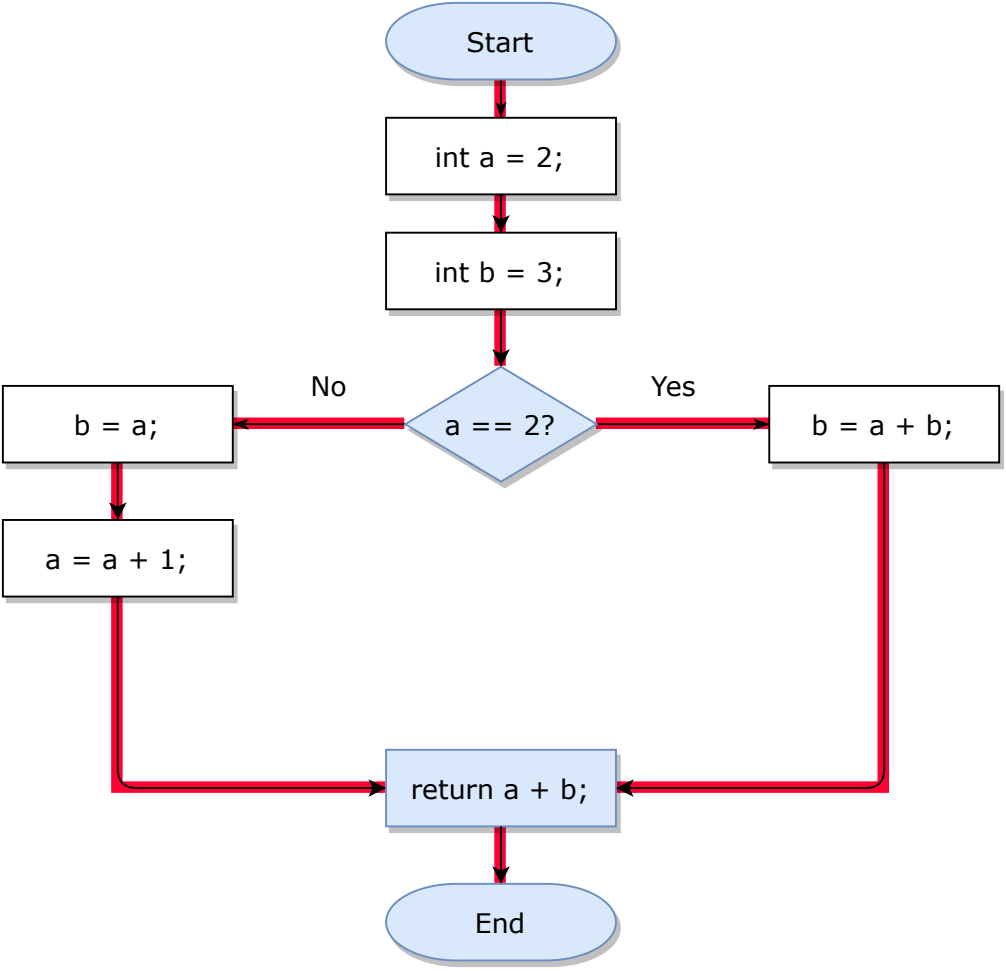 Start
int a = 2;
int b = 3;
No
Yes
b = a;
a == 2?
b = a + b;
a = a + 1;
return a + b;
End